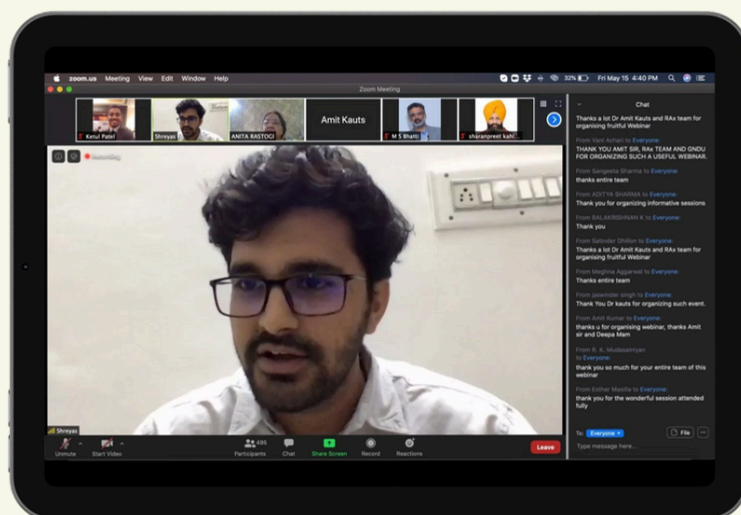 zoom.us Meeting View Edit Window Help
32% Fri May 15 4:40 PM
Zoom Meeting
Ketul Patel
Shreyas
ANITA RASTOGI
Amit Kauts
M S Bhatti
sharanpreet kahl...
Recording
Shreyas
Unmute
Start Video
Participants
495
Chat
Share Screen
Record
Reactions
Leave
Chat
Thanks a lot Dr Amit Kauts and RAx team for
organising fruitful Webinar
From Vani Ashari to Everyone:
THANK YOU AMIT SIR, RAx TEAM AND GNDU
FOR ORGANIZING SUCH A USEFUL WEBINAR.
From Sangeeta Sharma to Everyone:
thanks entire team
From ADITYA SHARMA to Everyone:
Thank you for organizing informative sessions
From BALAKRISHNAN K to Everyone:
Thank you
From Satinder Dhillon to Everyone:
Thanks a lot Dr Amit Kauts and RAx team for
organising fruitful Webinar
From Meghna Aggarwal to Everyone:
Thanks entire team
From jaswinder singh to Everyone:
Thank You Dr kauts for organizing such event.
From Amit Kumar to Everyone:
thanks u for organising webinar, thanks Amit
sir and Deepa Mam
From R. K.
to Everyone:
thank you so much for your entire team of this
webinar
From Esther to Everyone:
thank you for the wonderful session attended
fully
To: Everyone
File
Type message here...